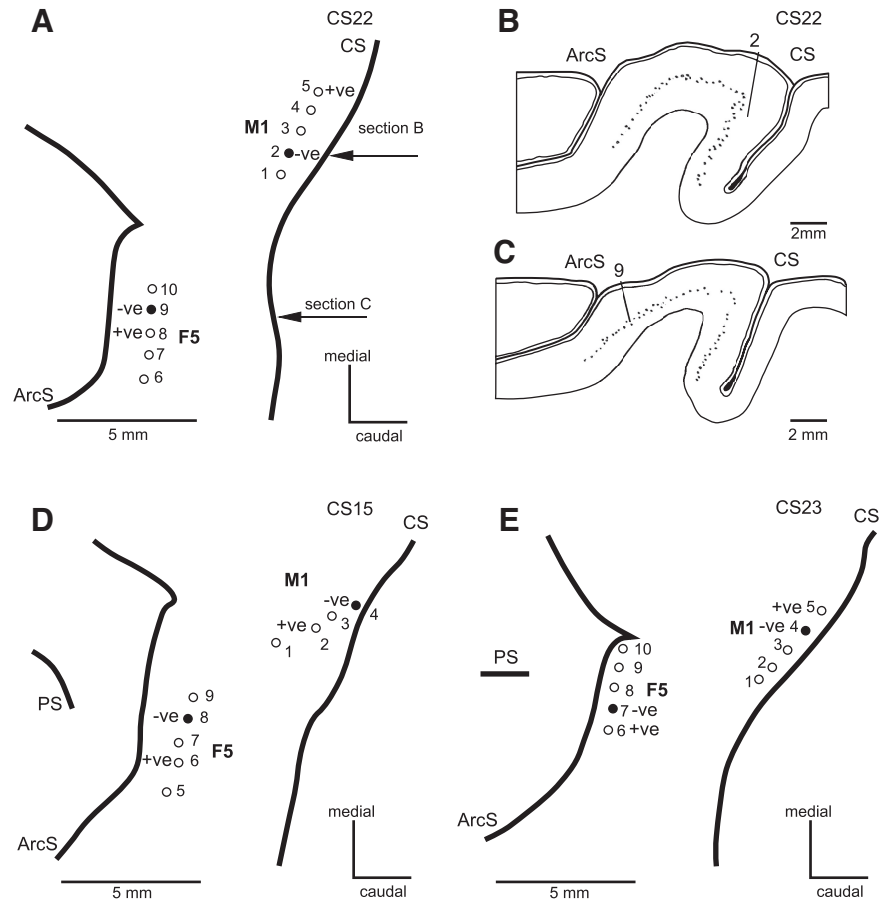 A
CS22
CS
5 +ve
4
M1 3
section B
2 -ve
1
section C
10
-ve 9
+ve 8 F5
7
6
ArcS
5 mm
medial
caudal
B
CS22
2
ArcS
CS
2mm
C
ArcS
9
CS
2 mm
D
CS15
CS
M1
-ve
4
+ve 3
2
1
PS
9
-ve 8
7
F5
+ve 6
5
ArcS
5 mm
medial
caudal
E
CS23
CS
+ve 5
M1 -ve 4
3
2
1
PS
10
9
8 F5
7 -ve
6 +ve
ArcS
5 mm
medial
caudal